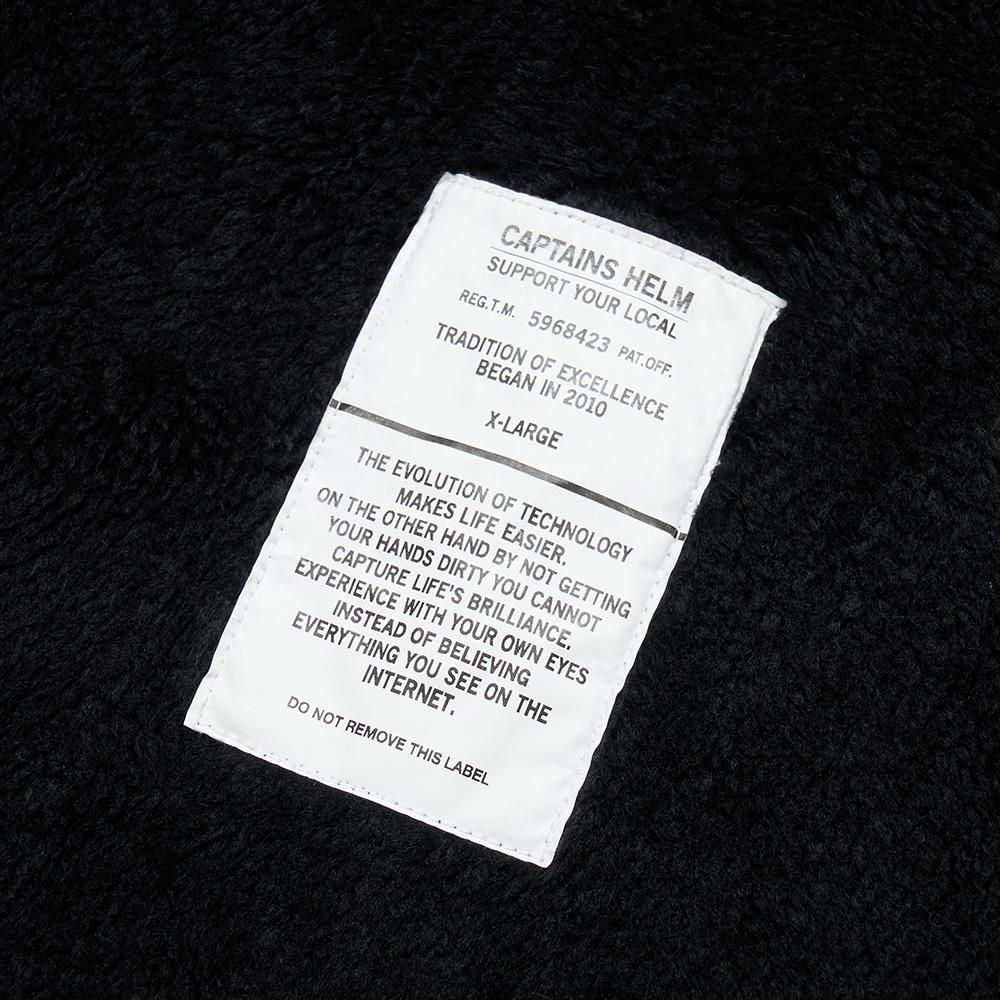 CAPTAINS HELM
SUPPORT YOUR LOCAL
REG.T.M. 5968423 PAT.OFF.
TRADITION OF EXCELLENCE
BEGAN IN 2010
X-LARGE
THE EVOLUTION OF TECHNOLOGY
MAKES LIFE EASIER.
ON THE OTHER HAND BY NOT GETTING
YOUR HANDS DIRTY YOU CANNOT
CAPTURE LIFE'S BRILLIANCE.
EXPERIENCE WITH YOUR OWN EYES
INSTEAD OF BELIEVING
EVERYTHING YOU SEE ON THE
INTERNET.
DO NOT REMOVE THIS LABEL